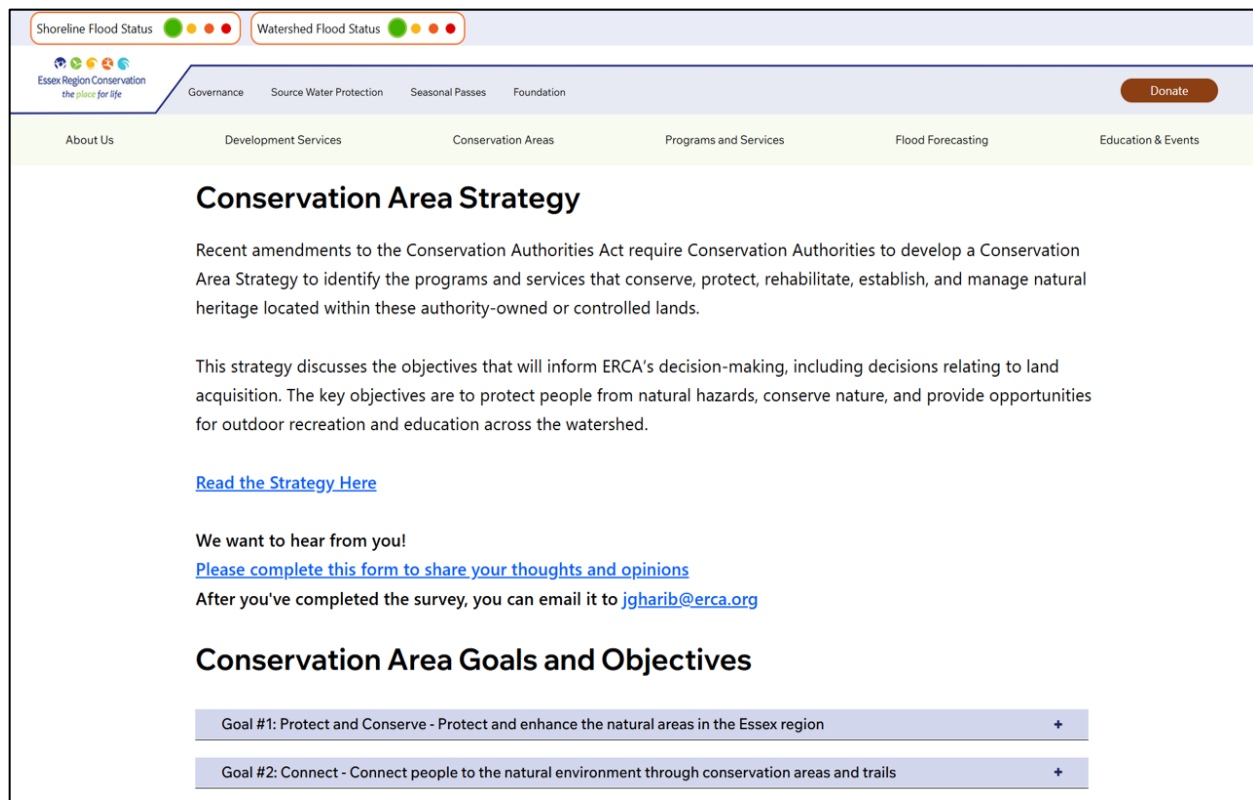 Shoreline Flood Status
Watershed Flood Status
Essex Region Conservation
the place for life
Governance
Source Water Protection
Seasonal Passes
Foundation
Donate
About Us
Development Services
Conservation Areas
Programs and Services
Flood Forecasting
Education & Events
Conservation Area Strategy
Recent amendments to the Conservation Authorities Act require Conservation Authorities to develop a Conservation
Area Strategy to identify the programs and services that conserve, protect, rehabilitate, establish, and manage natural
heritage located within these authority-owned or controlled lands.
This strategy discusses the objectives that will inform ERCA's decision-making, including decisions relating to land
acquisition. The key objectives are to protect people from natural hazards, conserve nature, and provide opportunities
for outdoor recreation and education across the watershed.
Read the Strategy Here
We want to hear from you!
Please complete this form to share your thoughts and opinions
After you've completed the survey, you can email it to jgharib@erca.org
Conservation Area Goals and Objectives
Goal #1: Protect and Conserve - Protect and enhance the natural areas in the Essex region +
Goal #2: Connect - Connect people to the natural environment through conservation areas and trails +